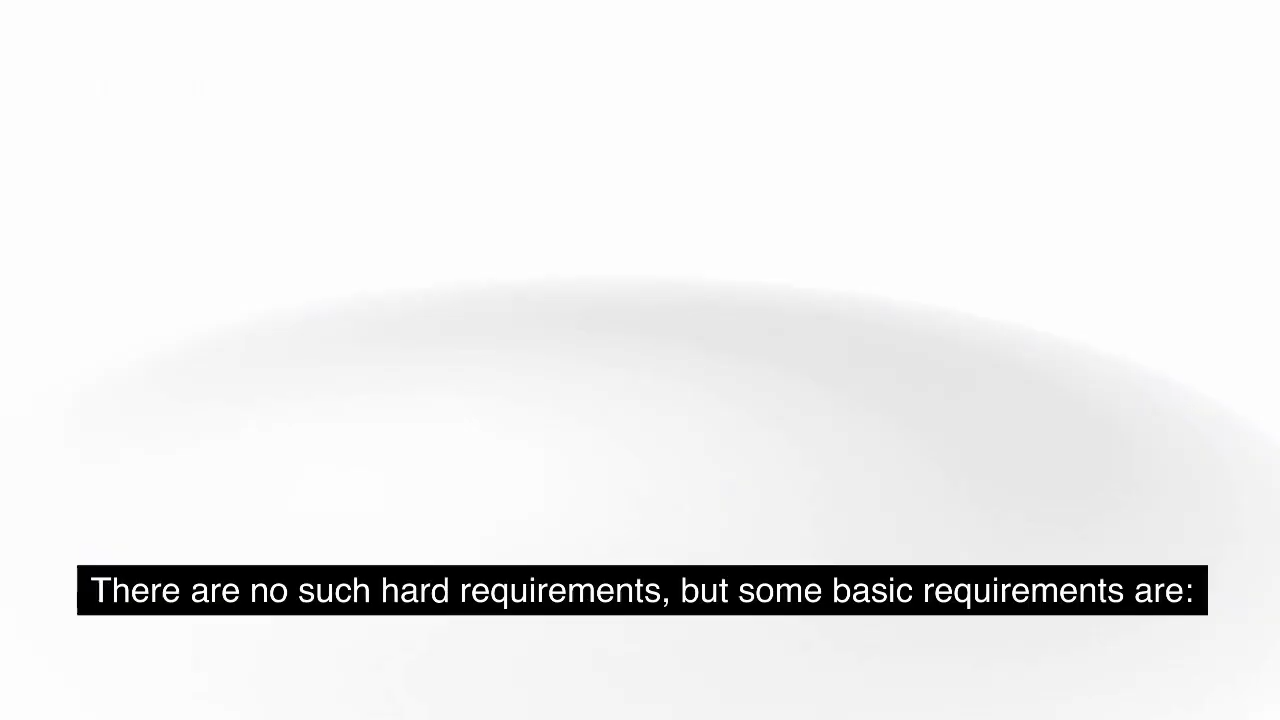 There are no such hard requirements, but some basic requirements are: